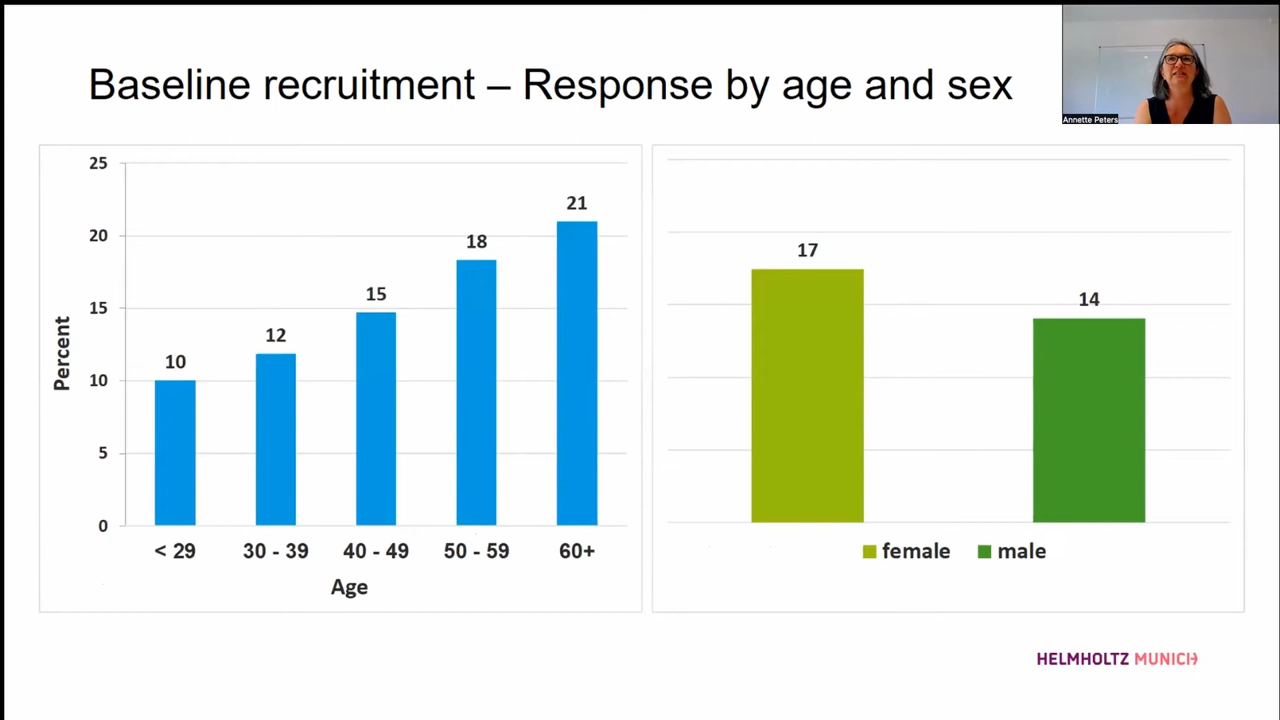 Baseline recruitment – Response by age and sex
Annette Peters
25
20
15
10
5
0
Percent
10
12
15
18
21
< 29
30 - 39
40 - 49
50 - 59
60+
Age
17
14
female
male
HELMHOLTZ MUNICH